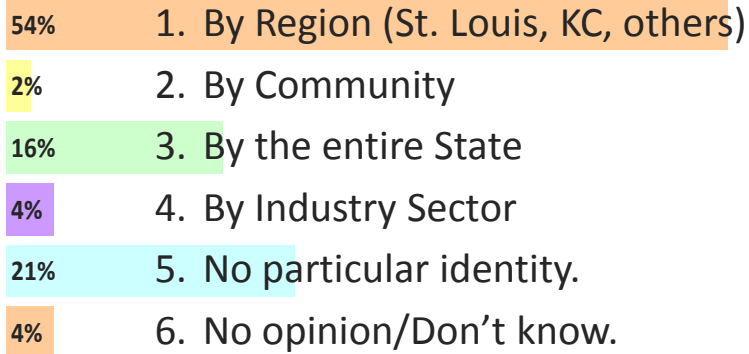 54% 1. By Region (St. Louis, KC, others)
2% 2. By Community
16% 3. By the entire State
4% 4. By Industry Sector
21% 5. No particular identity.
4% 6. No opinion/Don’t know.